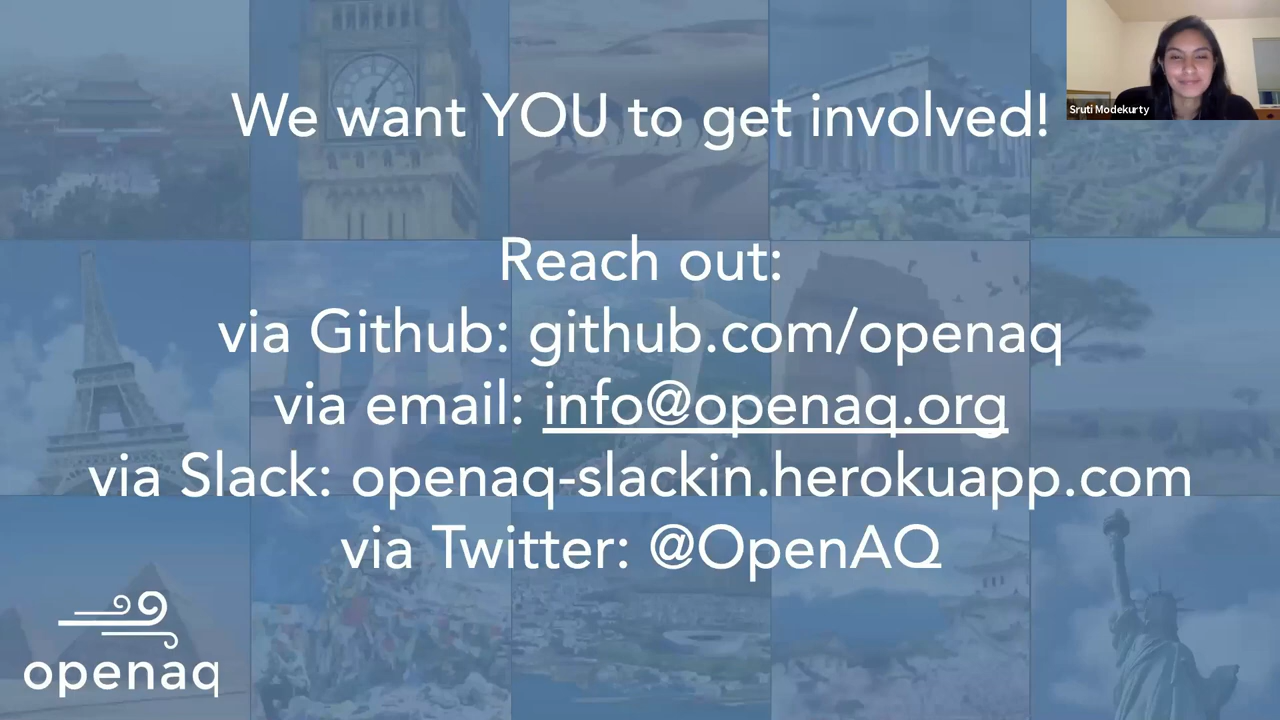 Sruti Modekurty
We want YOU to get involved!
Reach out:
via Github: github.com/openaq
via email: info@openaq.org
via Slack: openaq-slackin.herokuapp.com
via Twitter: @OpenAQ
openaq